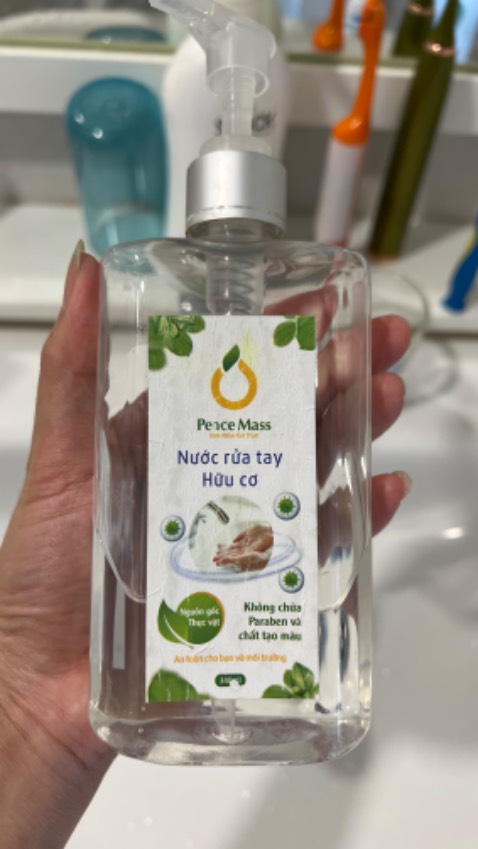 Peace Mass
Nước rửa tay
Hữu cơ
Nguồn gốc
Thực vật
Không chứa
Paraben và
chất tạo màu
An toàn cho bạn và môi trường